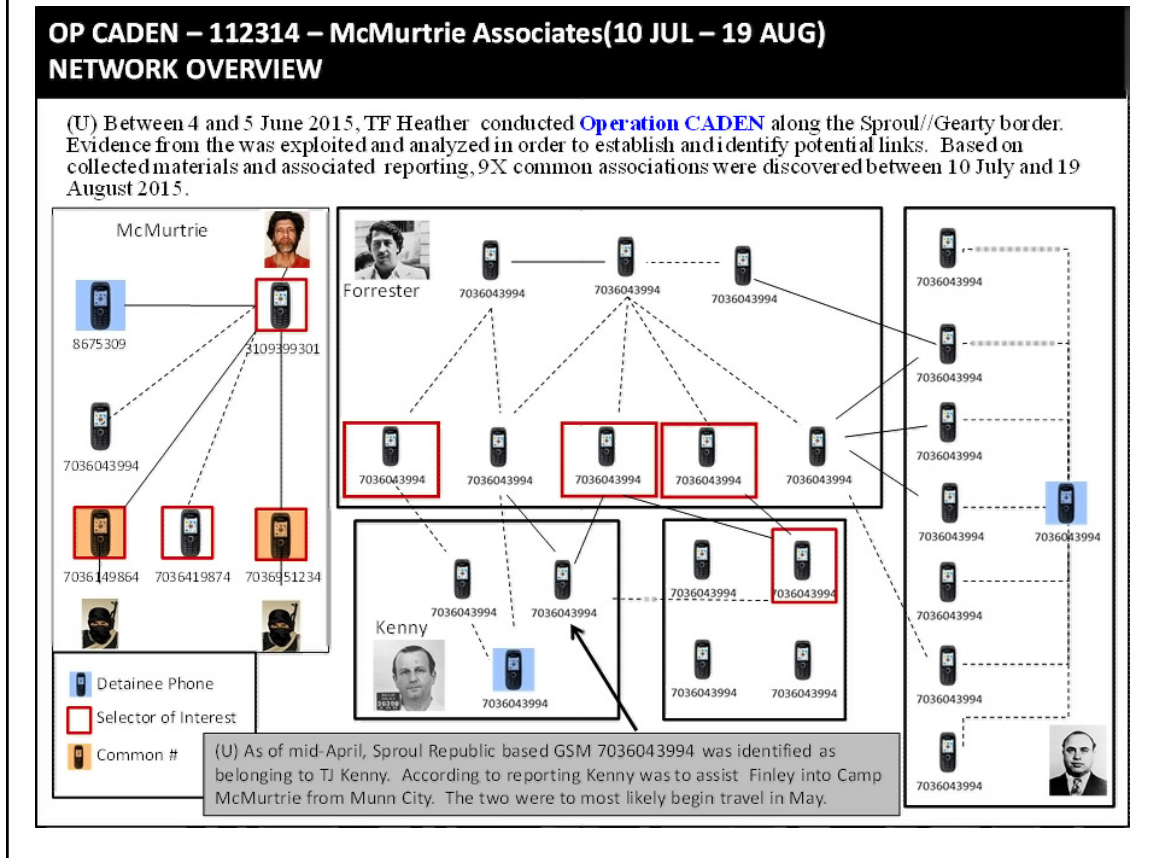 OP CADEN – 112314 – McMurtrie Associates(10 JUL – 19 AUG)
NETWORK OVERVIEW
(U) Between 4 and 5 June 2015, TF Heather conducted Operation CADEN along the Sproul//Gearty border.
Evidence from the was exploited and analyzed in order to establish and identify potential links. Based on
collected materials and associated reporting, 9X common associations were discovered between 10 July and 19
August 2015.
McMurtrie
8675309
3109399301
7036043994
7036149864
7036419874
7036951234
Forrester
7036043994
7036043994
7036043994
7036043994
7036043994
7036043994
7036043994
7036043994
7036043994
7036043994
Kenny
7036043994
7036043994
7036043994
7036043994
7036043994
7036043994
7036043994
7036043994
7036043994
7036043994
7036043994
7036043994
7036043994
7036043994
Detainee Phone
Selector of Interest
Common #
(U) As of mid-April, Sproul Republic based GSM 7036043994 was identified as
belonging to TJ Kenny. According to reporting Kenny was to assist Finley into Camp
McMurtrie from Munn City. The two were to most likely begin travel in May.